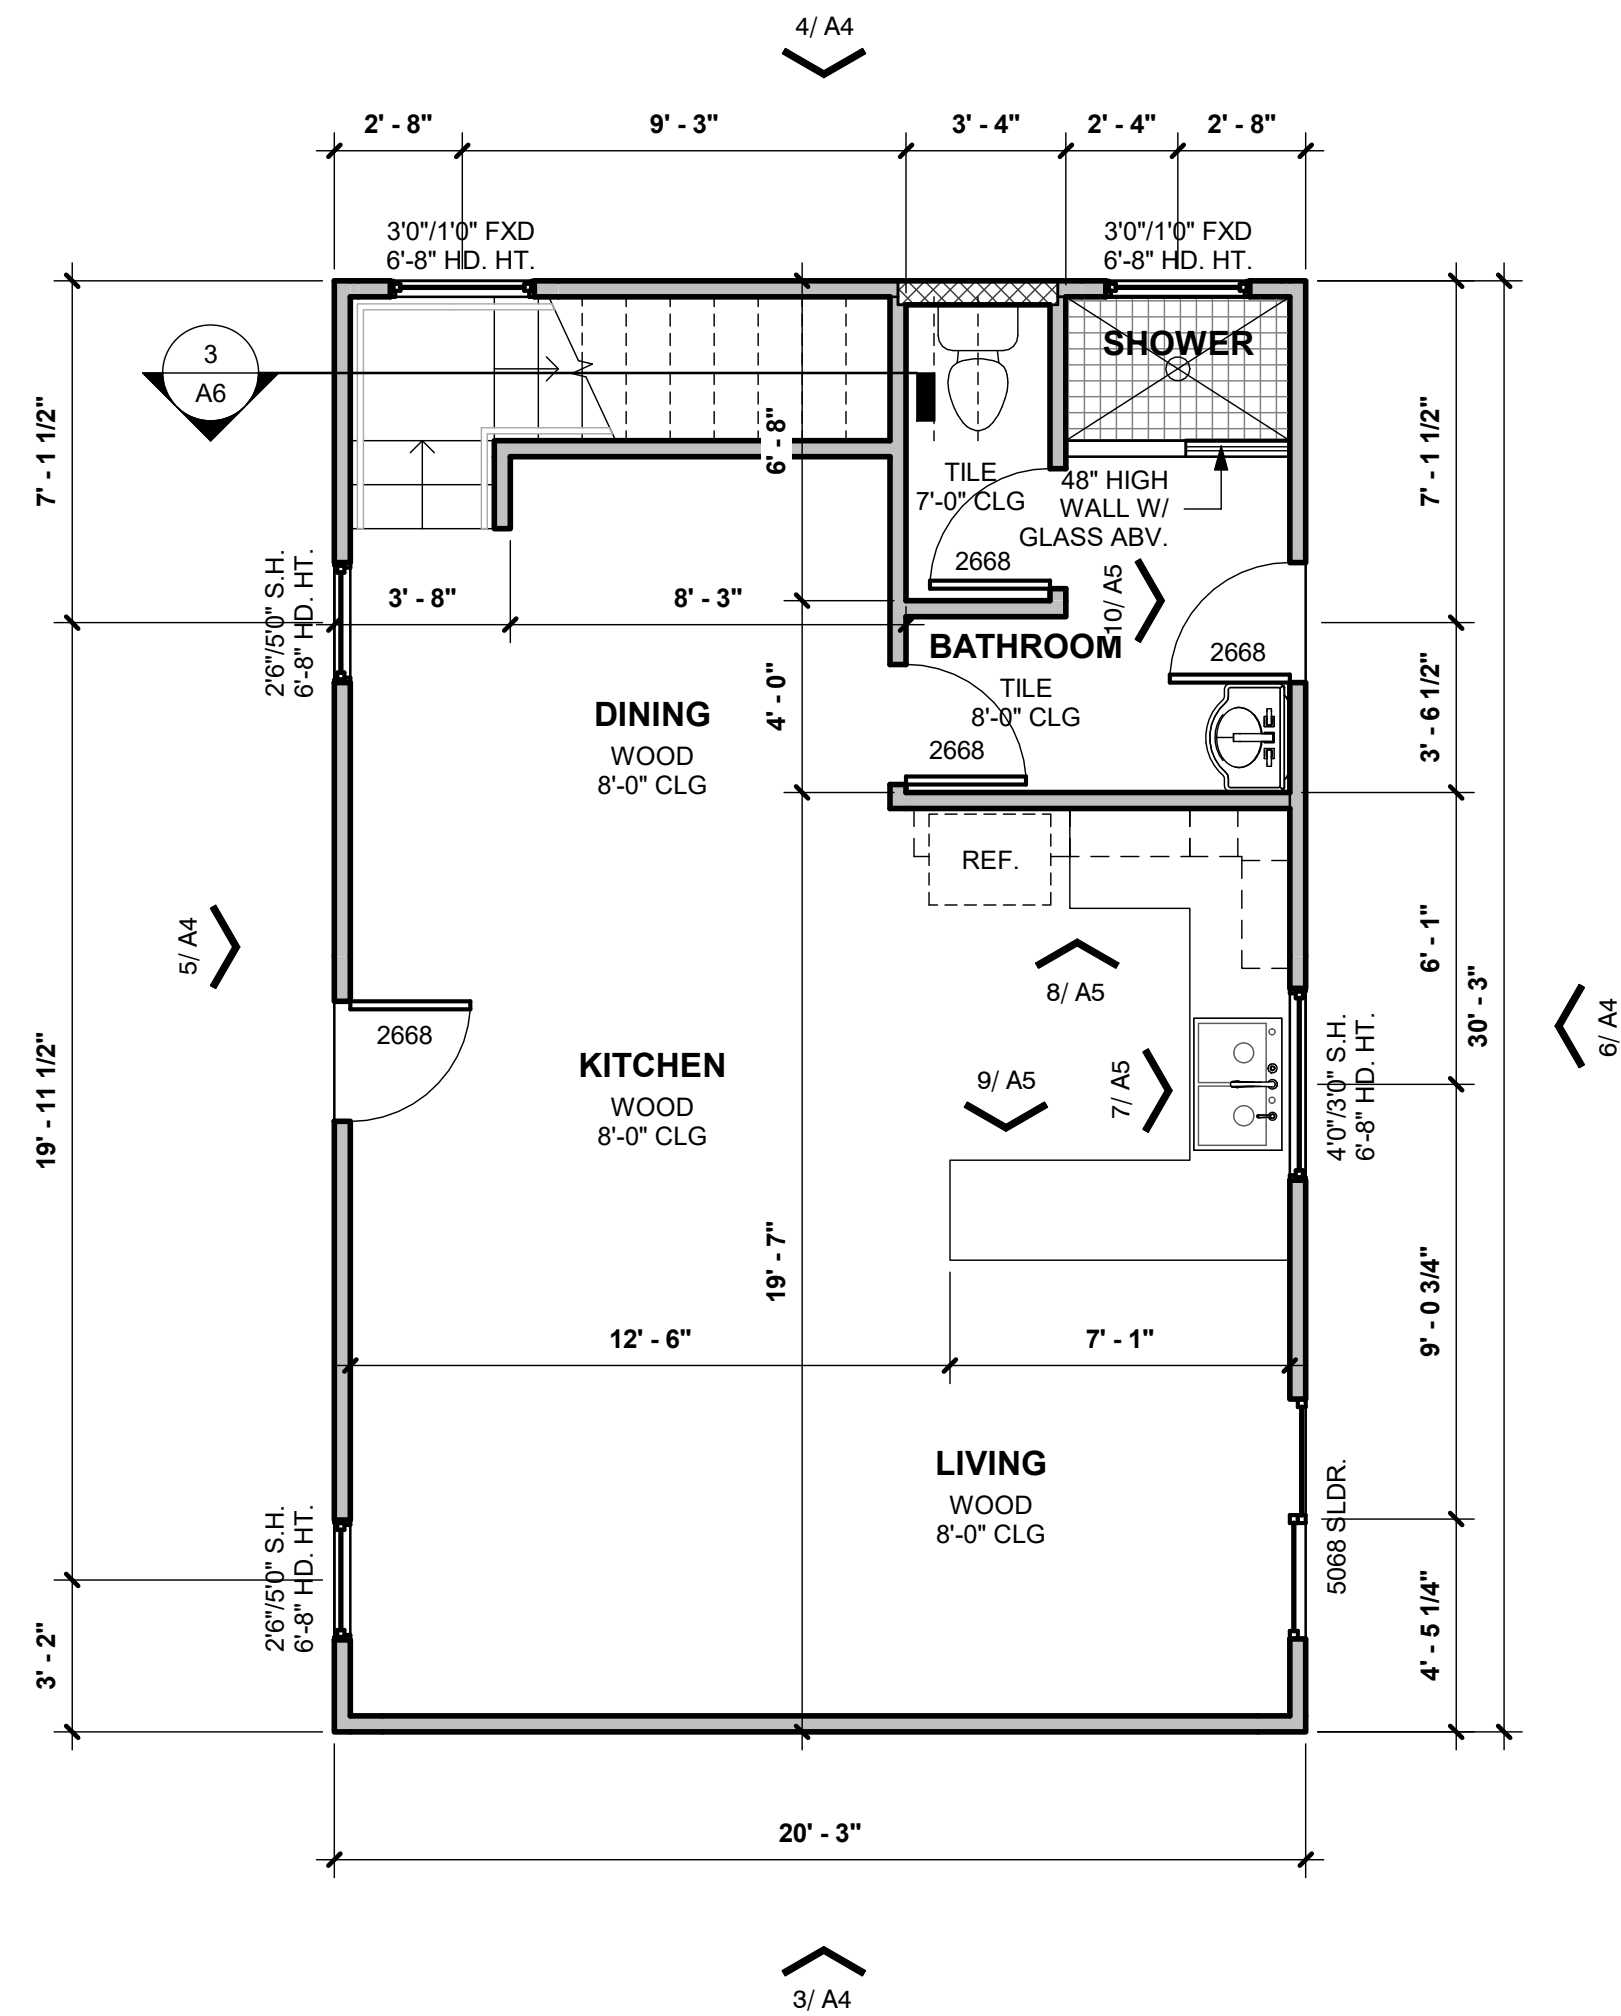 4/ A4
2' - 8"
9' - 3"
3' - 4"
2' - 4"
2' - 8"
3'0"/1'0" FXD
6'-8" HD. HT.
3'0"/1'0" FXD
6'-8" HD. HT.
3
A6
SHOWER
7' - 1 1/2"
6' - 8"
7' - 1 1/2"
TILE
7'-0" CLG
48" HIGH
WALL W/
GLASS ABV.
2668
10/ A5
2'6"/5'0" S.H.
6'-8" HD. HT.
3' - 8"
8' - 3"
BATHROOM
TILE
8'-0" CLG
2668
2668
4' - 0"
3' - 6 1/2"
DINING
WOOD
8'-0" CLG
REF.
5/ A4
6' - 1"
30' - 3"
8/ A5
6/ A4
2668
KITCHEN
WOOD
8'-0" CLG
9/ A5
7/ A5
4'0"/3'0" S.H.
6'-8" HD. HT.
19' - 11 1/2"
19' - 7"
9' - 0 3/4"
12' - 6"
7' - 1"
LIVING
WOOD
8'-0" CLG
5068 SLDR.
2'6"/5'0" S.H.
6'-8" HD. HT.
3' - 2"
4' - 5 1/4"
20' - 3"
3/ A4